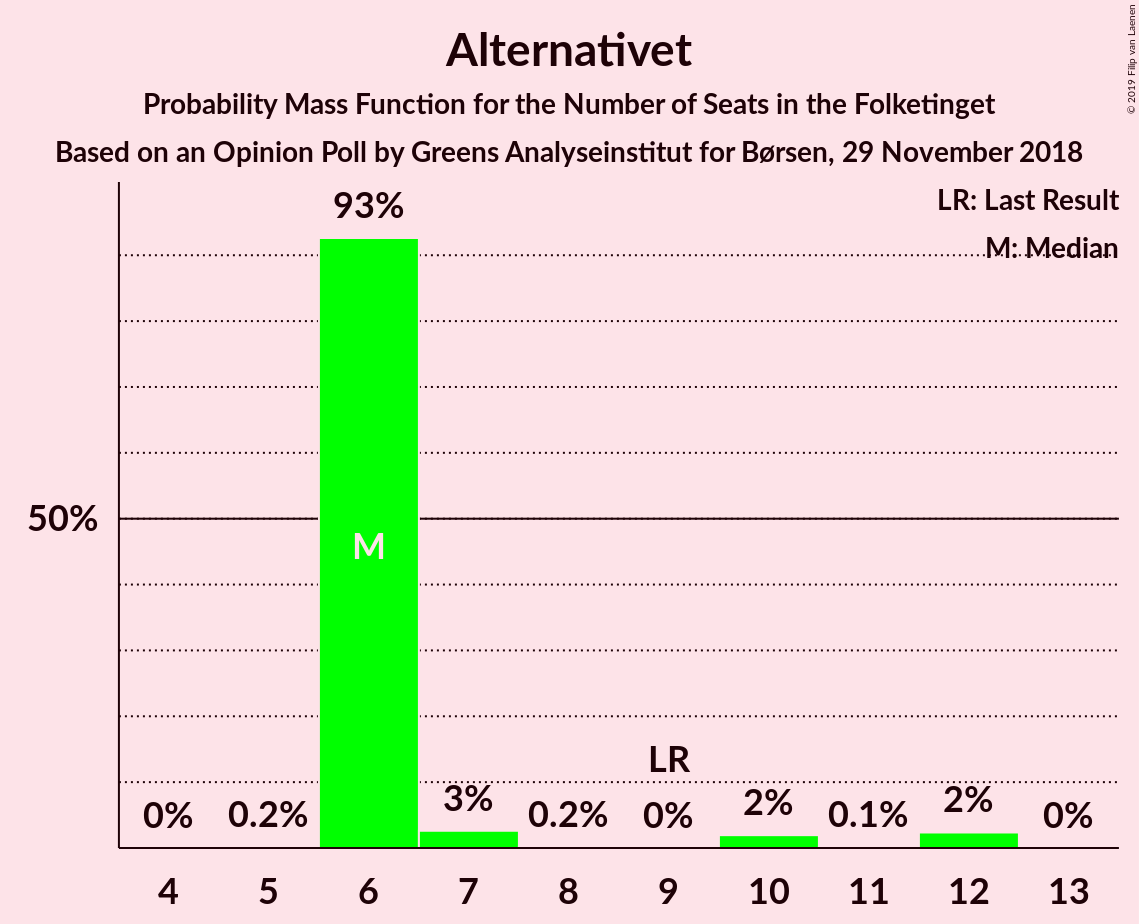 Alternativet
Probability Mass Function for the Number of Seats in the Folketinget
Based on an Opinion Poll by Greens Analyseinstitut for Børsen, 29 November 2018
© 2019 Filip van Laenen
LR: Last Result
M: Median
93%
50%
M
LR
0% 0.2% 3% 0.2% 0% 2% 0.1% 2% 0%
4 5 6 7 8 9 10 11 12 13